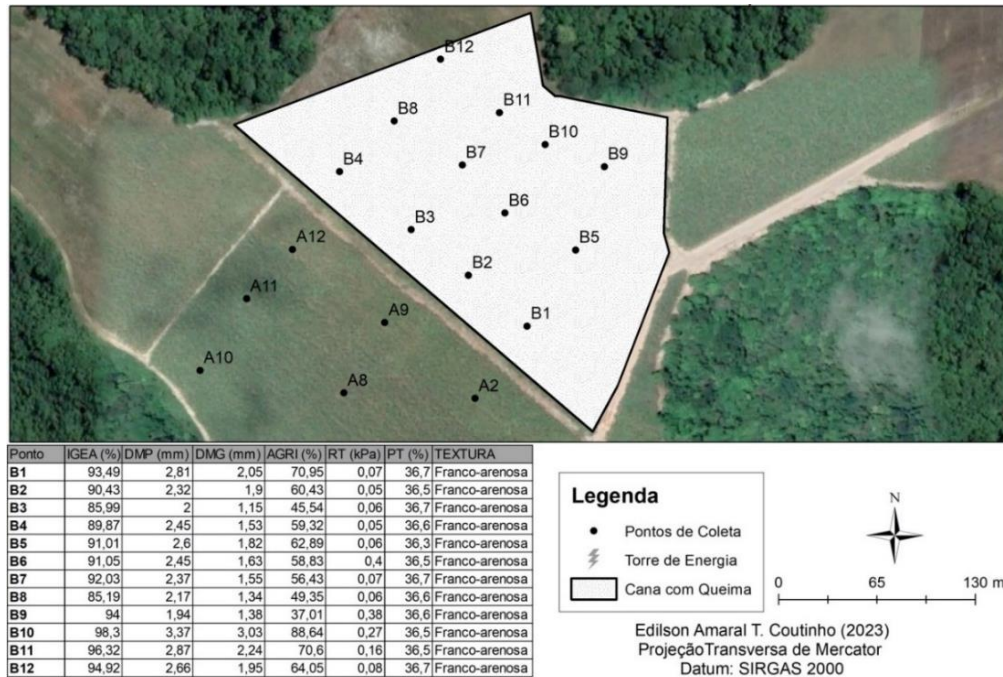 B12
B8
B11
B10
B4
B7
B9
B6
B3
A12
B5
B2
A11
A9
B1
A10
A8
A2
Ponto IGEA (%) DMP (mm) DMG (mm) AGRI (%) RT (kPa) PT (%) TEXTURA
B1 93,49 2,81 2,05 70,95 0,07 36,7 Franco-arenosa
B2 90,43 2,32 1,9 60,43 0,05 36,5 Franco-arenosa
B3 85,99 2 1,15 45,54 0,06 36,7 Franco-arenosa
B4 89,87 2,45 1,53 59,32 0,05 36,6 Franco-arenosa
B5 91,01 2,6 1,82 62,89 0,06 36,3 Franco-arenosa
B6 91,05 2,45 1,63 58,83 0,4 36,5 Franco-arenosa
B7 92,03 2,37 1,55 56,43 0,07 36,7 Franco-arenosa
B8 85,19 2,17 1,34 49,35 0,06 36,6 Franco-arenosa
B9 94 1,94 1,38 37,01 0,38 36,6 Franco-arenosa
B10 98,3 3,37 3,03 88,64 0,27 36,5 Franco-arenosa
B11 96,32 2,87 2,24 70,6 0,16 36,5 Franco-arenosa
B12 94,92 2,66 1,95 64,05 0,08 36,7 Franco-arenosa
Legenda
Pontos de Coleta
Torre de Energia
Cana com Queima
N
0 65 130 m
Edilson Amaral T. Coutinho (2023)
ProjeçãoTransversa de Mercator
Datum: SIRGAS 2000